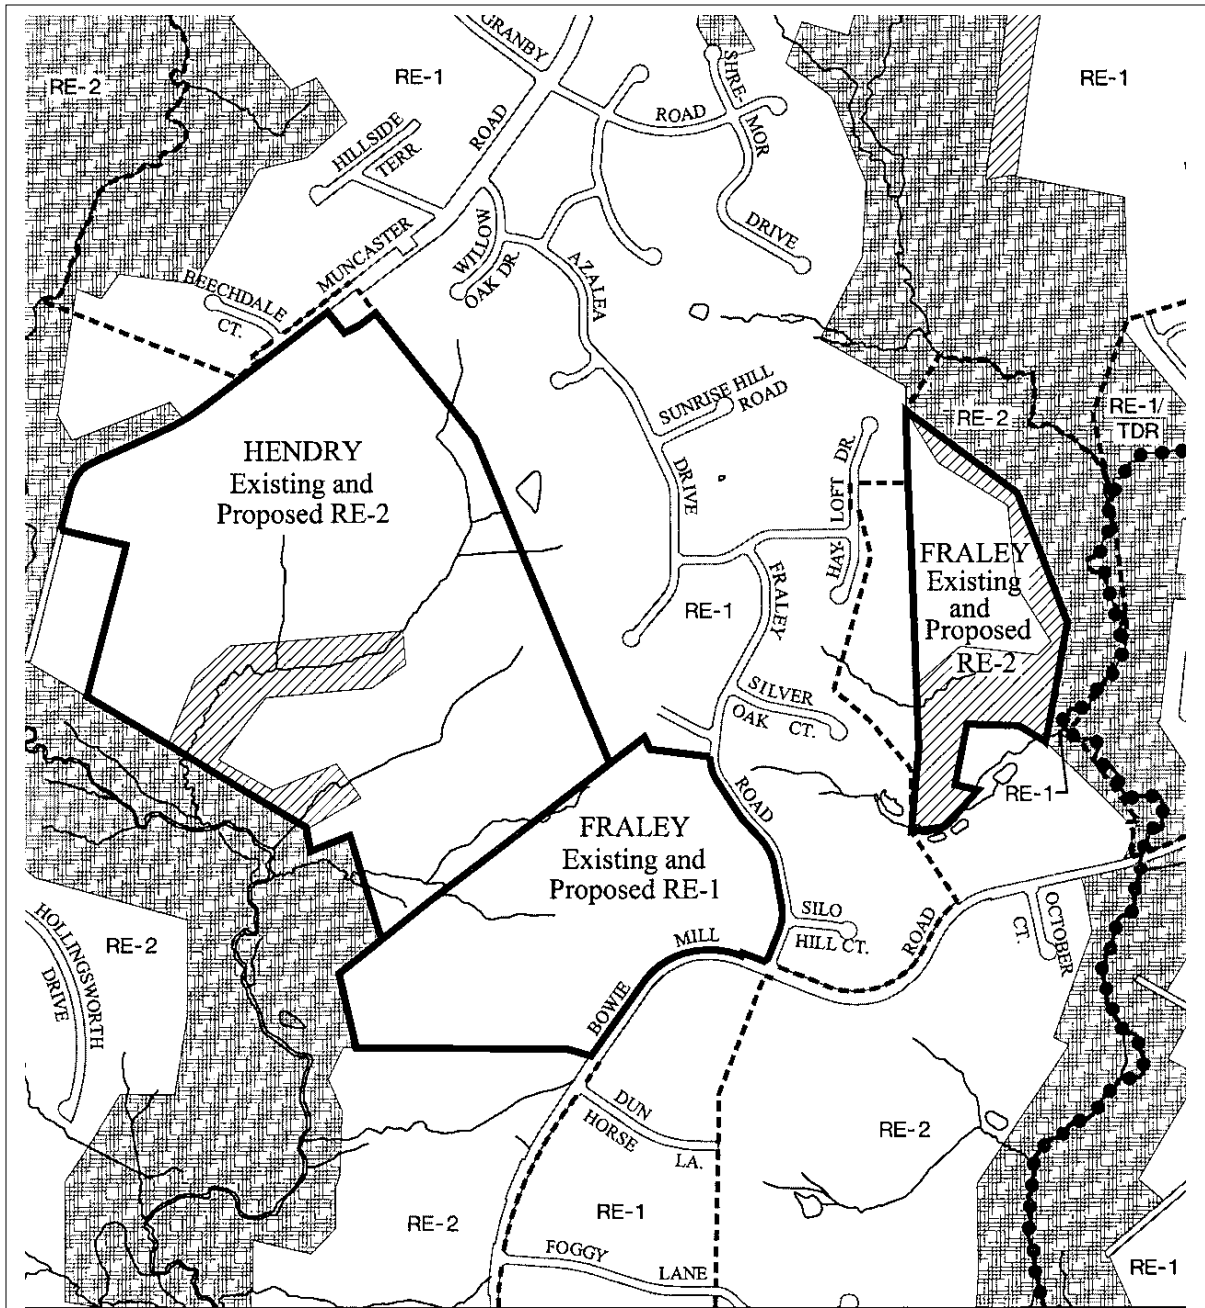 GRANBY
RE-1
RE-2
SHRE-
MOR
DRIVE
ROAD
ROAD
RE-1
HILLSIDE
TERR.
MUNCASTER
WILLOW
OAK DR.
AZALEA
DRIVE
BEECHDALE
CT.
SUNRISE HILL
ROAD
LOFT
DR.
HAY-
RE-2
RE-1/
TDR
HENDRY
Existing and
Proposed RE-2
FRALEY
Existing
and
Proposed
RE-2
FRALEY
ROAD
RE-1
SILVER
OAK CT.
RE-1
FRALEY
Existing and
Proposed RE-1
SILO
HILL CT.
BOWIE
MILL
ROAD
OCTOBER
CT.
HOLLINGSWORTH
DRIVE
RE-2
DUN
HORSE
LA.
RE-2
RE-2
RE-1
FOGGY
LANE
RE-1